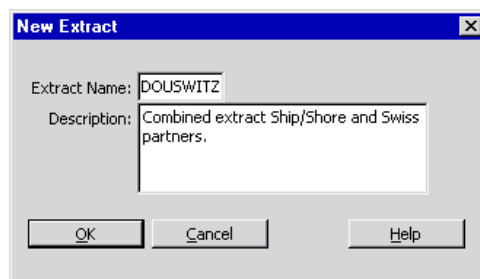 New Extract
Extract Name: DOUSWITZ
Description: Combined extract Ship/Shore and Swiss
partners.
OK Cancel Help